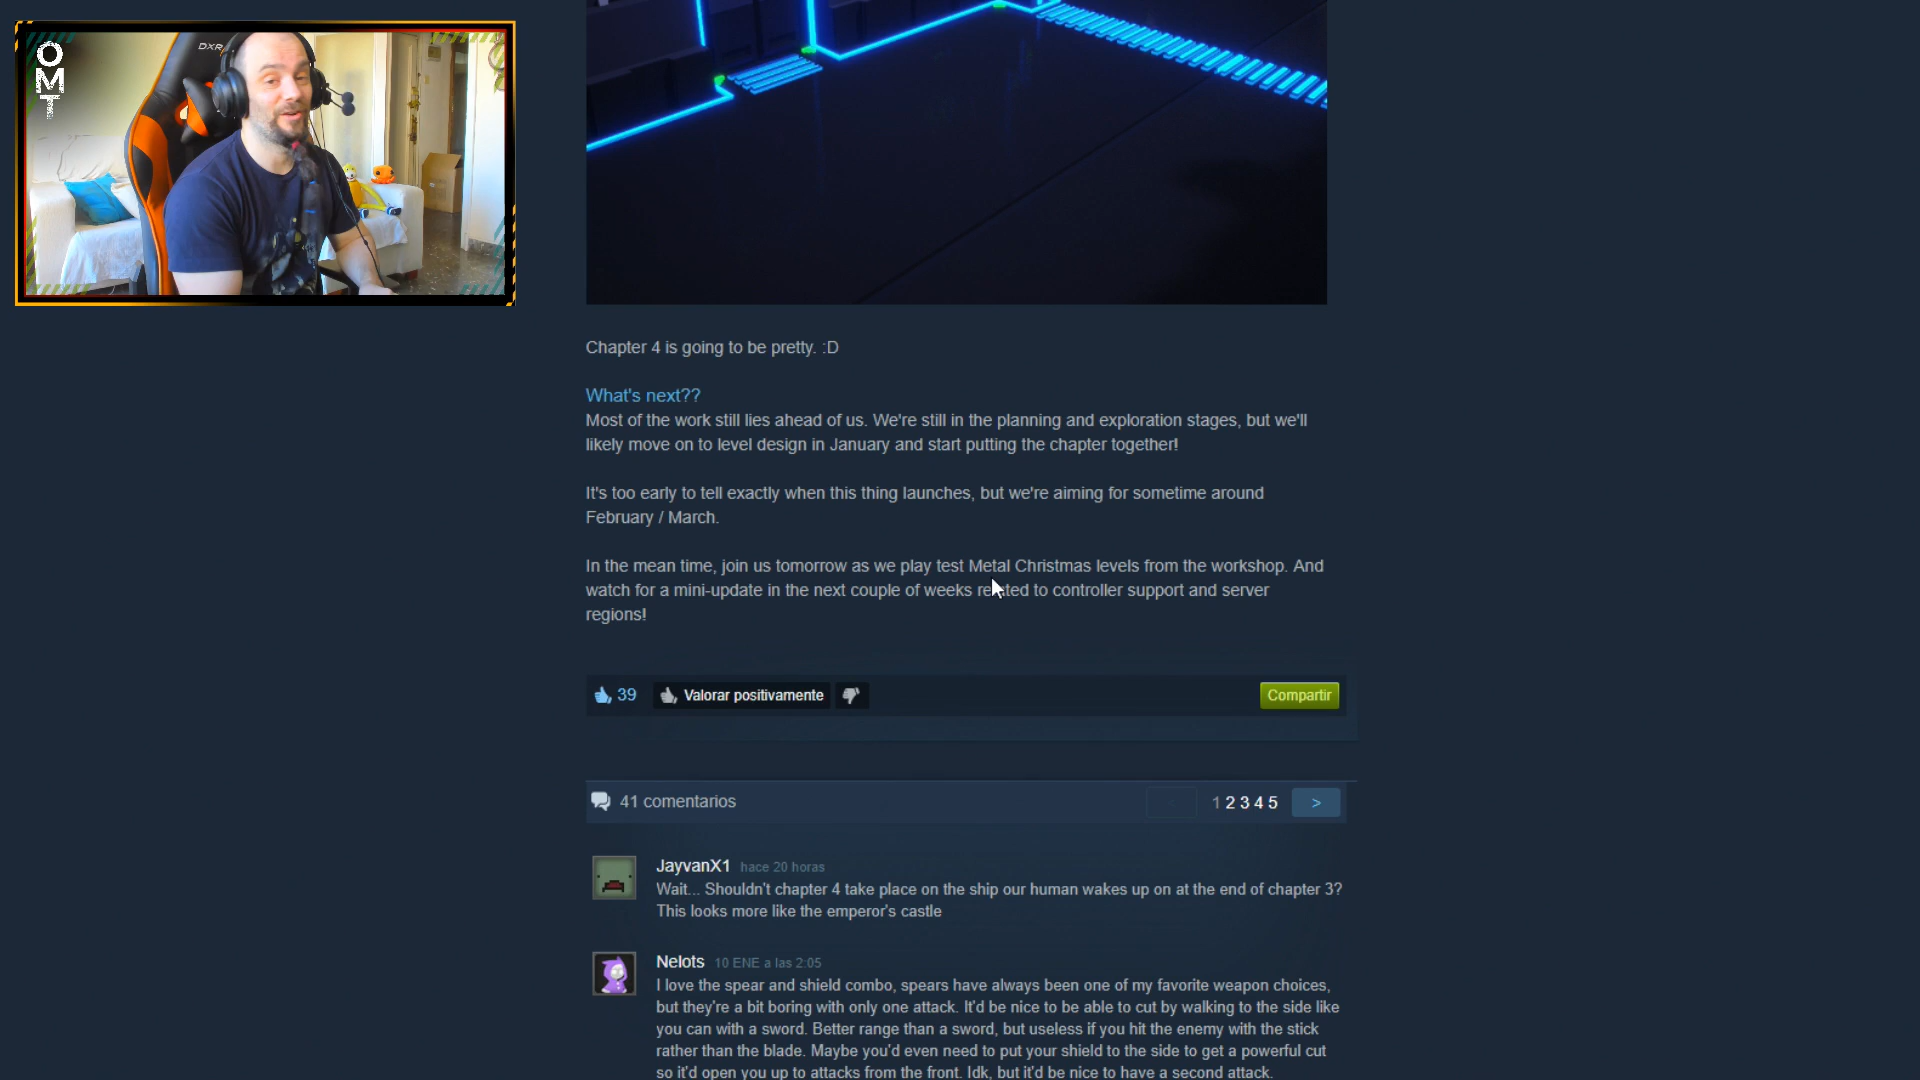 O
M
T
DXR
Chapter 4 is going to be pretty. :D
What's next??
Most of the work still lies ahead of us. We're still in the planning and exploration stages, but we'll
likely move on to level design in January and start putting the chapter together!
It's too early to tell exactly when this thing launches, but we're aiming for sometime around
February / March.
In the mean time, join us tomorrow as we play test Metal Christmas levels from the workshop. And
watch for a mini-update in the next couple of weeks related to controller support and server
regions!
39 Valorar positivamente Compartir
41 comentarios < 1 2 3 4 5 >
JayvanX1 hace 20 horas
Wait... Shouldn't chapter 4 take place on the ship our human wakes up on at the end of chapter 3?
This looks more like the emperor's castle
Nelots 10 ENE a las 2:05
I love the spear and shield combo, spears have always been one of my favorite weapon choices,
but they're a bit boring with only one attack. It'd be nice to be able to cut by walking to the side like
you can with a sword. Better range than a sword, but useless if you hit the enemy with the stick
rather than the blade. Maybe you'd even need to put your shield to the side to get a powerful cut
so it'd open you up to attacks from the front. Idk, but it'd be nice to have a second attack.